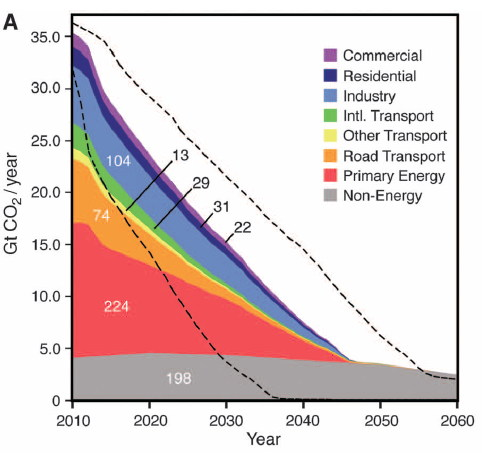 A
Gt CO2 / year
35.0
30.0
25.0
20.0
15.0
10.0
5.0
0
2010 2020 2030 2040 2050 2060
Year
Commercial
Residential
Industry
Intl. Transport
Other Transport
Road Transport
Primary Energy
Non-Energy
104
13
29
31
22
74
224
198